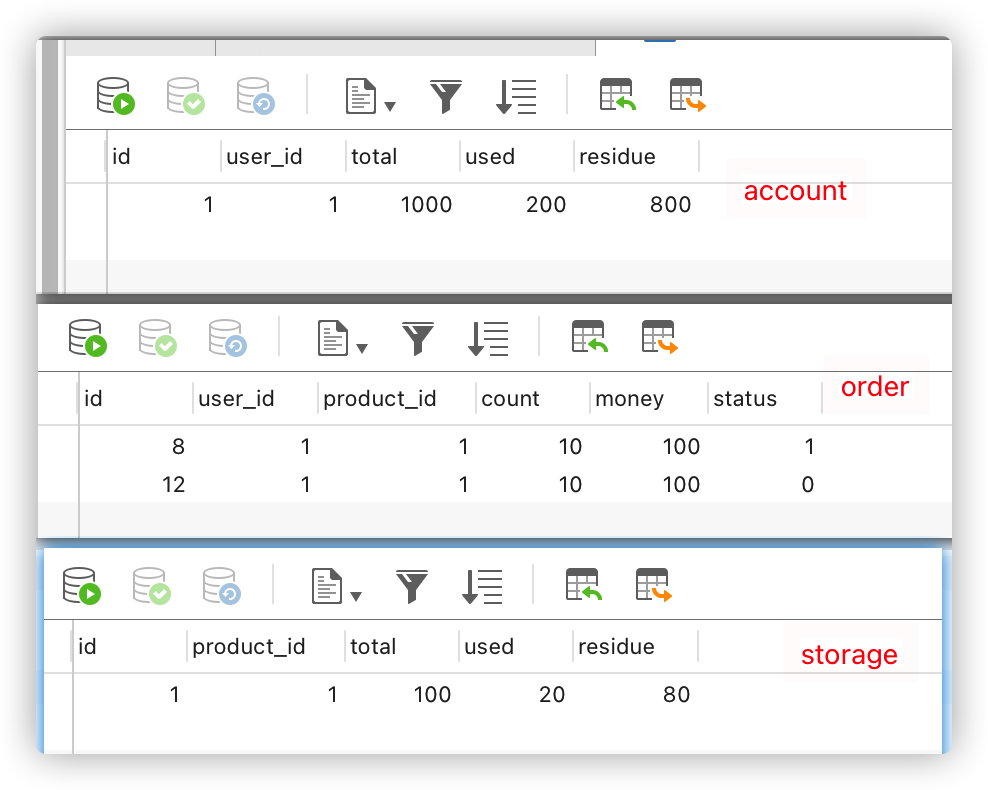 id user_id total used residue
account
1 1 1000 200 800
order
id user_id product_id count money status
8 1 1 10 100 1
12 1 1 10 100 0
id product_id total used residue
storage
1 1 100 20 80